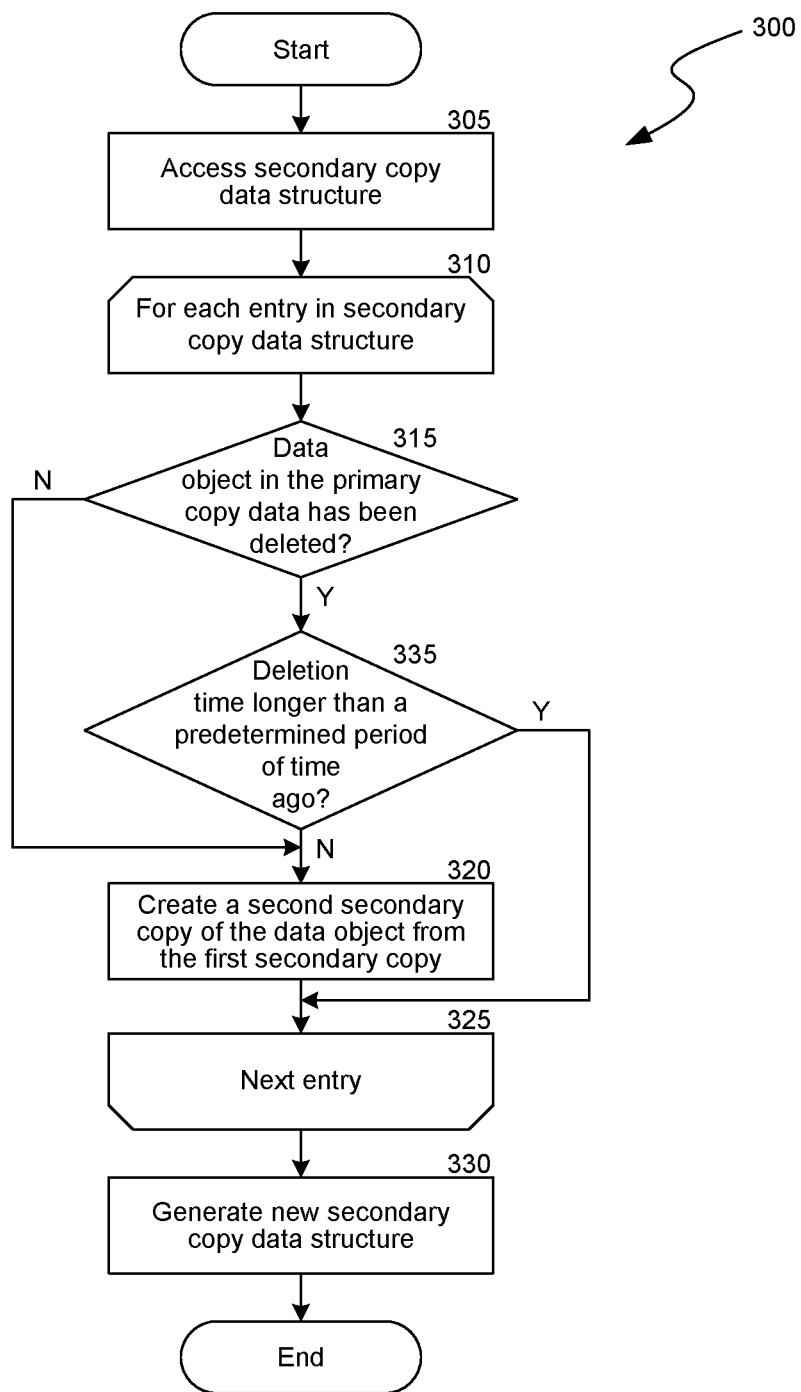 Start
300
305
Access secondary copy
data structure
310
For each entry in secondary
copy data structure
315
Data
object in the primary
copy data has been
deleted?
N
Y
335
Deletion
time longer than a
predetermined period
of time
ago?
Y
N
320
Create a second secondary
copy of the data object from
the first secondary copy
325
Next entry
330
Generate new secondary
copy data structure
End